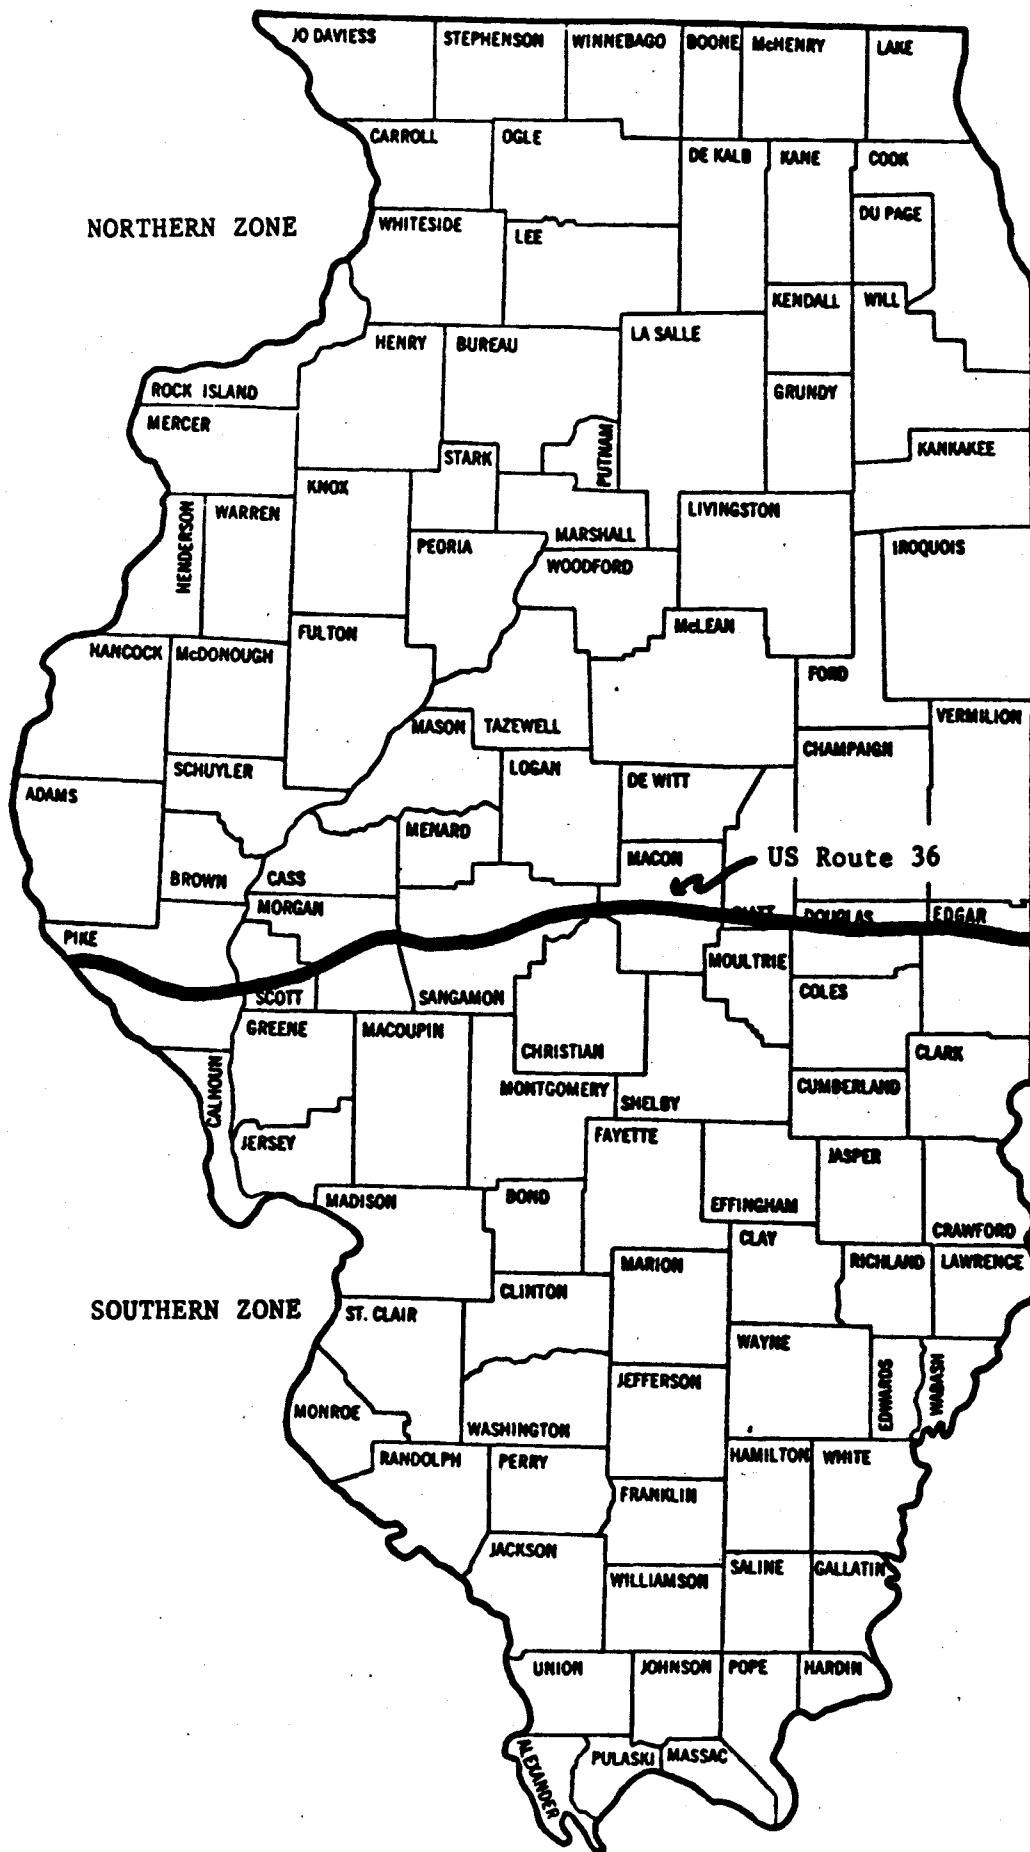 JO DAVIESS STEPHENSON WINNEBAGO BOONE McHENRY LAKE
CARROLL OGLE DE KALB KANE COOK
NORTHERN ZONE
WHITESIDE LEE DU PAGE
KENDALL WILL
HENRY BUREAU LA SALLE
ROCK ISLAND GRUNDY
MERCER
STARK PUTNAM KANKAKEE
KNOX
HENDERSON WARREN LIVINGSTON
PEORIA MARSHALL IROQUOIS
WOODFORD
FULTON McLEAN
HANCOCK McDONOUGH FORD
MASON TAZEWELL VERMILION
CHAMPAIGN
SCHUYLER LOGAN DE WITT
ADAMS
MENARD
MACON US Route 36
BROWN CASS
MORGAN PIATT DOUGLAS EDGAR
PIKE
MOULTRIE
SCOTT SANGAMON COLES
GREENE MACOUPIN
CHRISTIAN CLARK
CALHOUN MONTGOMERY CUMBERLAND
SHELBY
JERSEY FAYETTE JASPER
MADISON BOND EFFINGHAM
CLAY CRAWFORD
MARION RICHLAND LAWRENCE
CLINTON
SOUTHERN ZONE ST. CLAIR
WAYNE
JEFFERSON EDWARDS WABASH
MONROE
WASHINGTON
RANDOLPH PERRY HAMILTON WHITE
FRANKLIN
JACKSON
WILLIAMSON SALINE GALLATIN
UNION JOHNSON POPE HARDIN
ALEXANDER PULASKI MASSAC